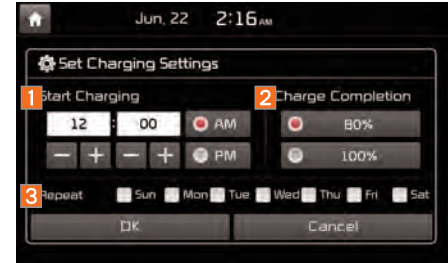 Jun, 22 2:16 AM
Set Charging Settings
1 Start Charging 2 Charge Completion
12 : 00 AM 80%
− + − + PM 100%
3 Repeat Sun Mon Tue Wed Thu Fri Sat
OK Cancel